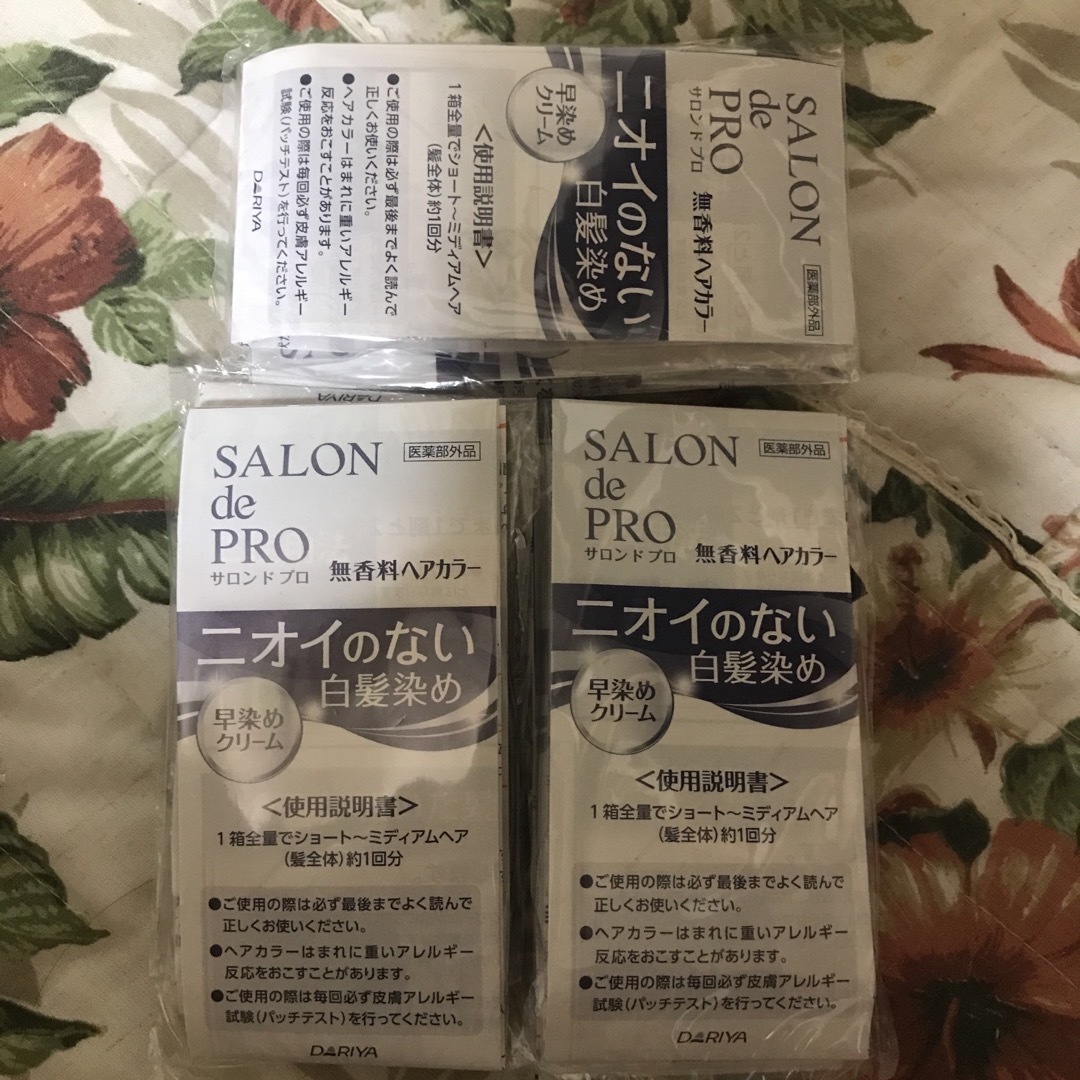 SALON
de
PRO
サロンドプロ 無香料ヘアカラー
医薬部外品
ニオイのない
白髪染め
早染め
クリーム
<使用説明書>
1箱全量でショート~ミディアムヘア
(髪全体)約1回分
●ご使用の際は必ず最後までよく読んで
正しくお使いください。
●ヘアカラーはまれに重いアレルギー
反応をおこすことがあります。
●ご使用の際は毎回必ず皮膚アレルギー
試験(パッチテスト)を行ってください。
DARIYA
DARIYA
SALON
de
PRO
サロンドプロ 無香料ヘアカラー
医薬部外品
ニオイのない
白髪染め
早染め
クリーム
<使用説明書>
1箱全量でショート~ミディアムヘア
(髪全体)約1回分
●ご使用の際は必ず最後までよく読んで
正しくお使いください。
●ヘアカラーはまれに重いアレルギー
反応をおこすことがあります。
●ご使用の際は毎回必ず皮膚アレルギー
試験(パッチテスト)を行ってください。
DARIYA
SALON
de
PRO
サロンドプロ 無香料ヘアカラー
医薬部外品
ニオイのない
白髪染め
早染め
クリーム
<使用説明書>
1箱全量でショート~ミディアムヘア
(髪全体)約1回分
●ご使用の際は必ず最後までよく読んで
正しくお使いください。
●ヘアカラーはまれに重いアレルギー
反応をおこすことがあります。
●ご使用の際は毎回必ず皮膚アレルギー
試験(パッチテスト)を行ってください。
DARIYA